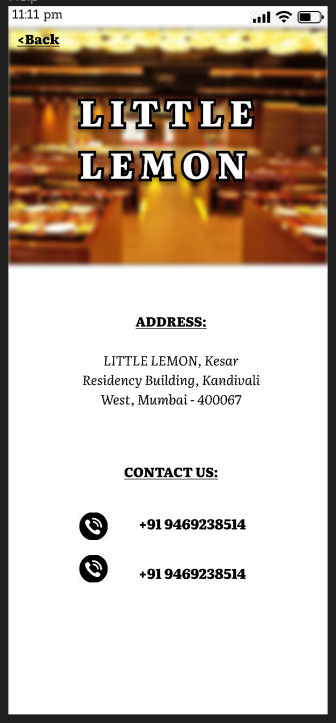 11:11 pm
<Back
LITTLE
LEMON
ADDRESS:
LITTLE LEMON, Kesar
Residency Building, Kandivali
West, Mumbai - 400067
CONTACT US:
+91 9469238514
+91 9469238514